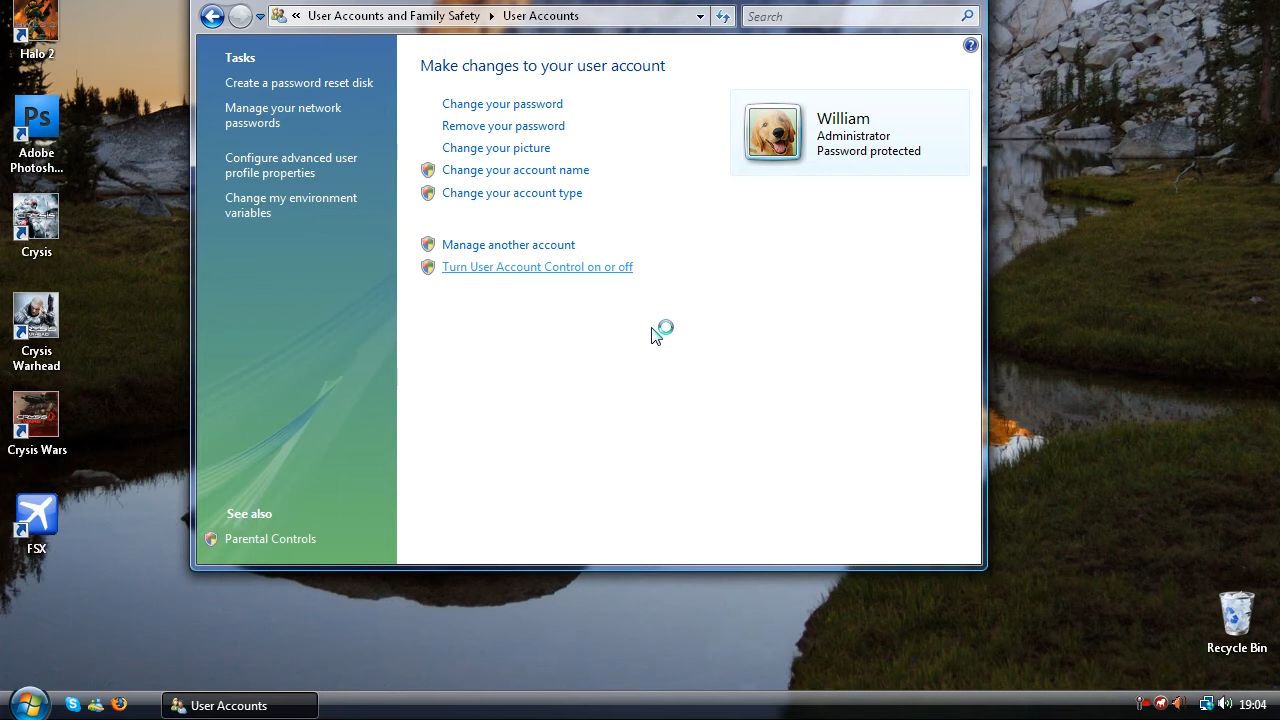 Halo 2
Ps
Adobe
Photosh...
CRYSIS
Crysis
Crysis
Warhead
Crysis Wars
FSX
« User Accounts and Family Safety ▸ User Accounts
Search
Tasks
Create a password reset disk
Manage your network
passwords
Configure advanced user
profile properties
Change my environment
variables
See also
Parental Controls
Make changes to your user account
Change your password
Remove your password
Change your picture
Change your account name
Change your account type
Manage another account
Turn User Account Control on or off
William
Administrator
Password protected
Recycle Bin
User Accounts
19:04